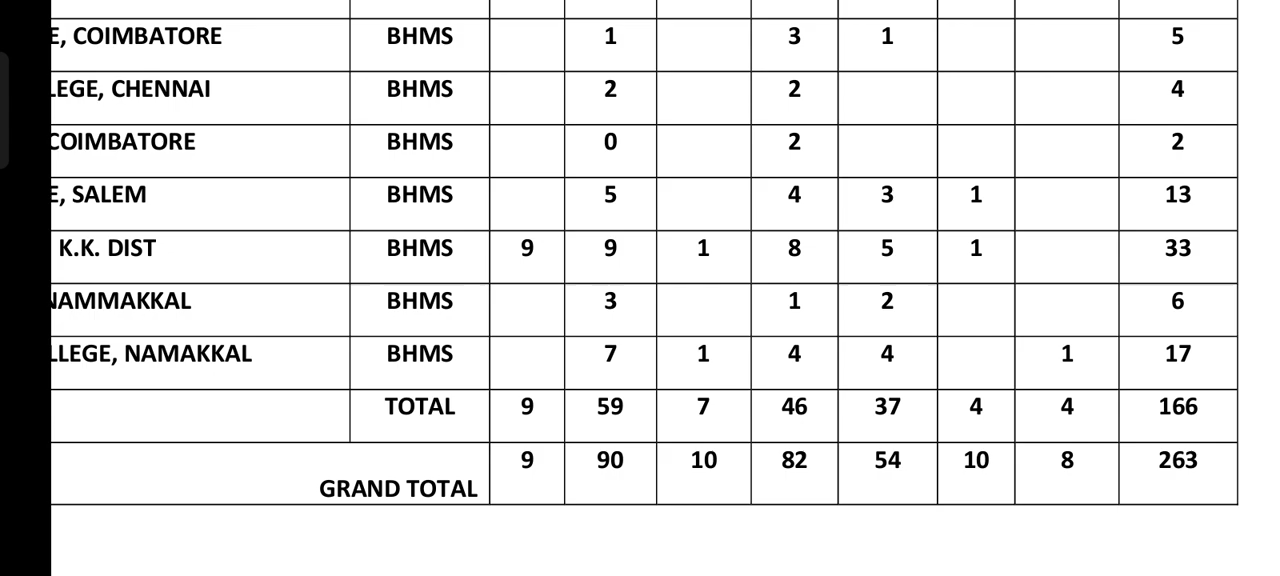 E, COIMBATORE BHMS 1 3 1 5
LEGE, CHENNAI BHMS 2 2 4
COIMBATORE BHMS 0 2 2
E, SALEM BHMS 5 4 3 1 13
K.K. DIST BHMS 9 9 1 8 5 1 33
NAMMAKKAL BHMS 3 1 2 6
LLEGE, NAMAKKAL BHMS 7 1 4 4 1 17
TOTAL 9 59 7 46 37 4 4 166
GRAND TOTAL 9 90 10 82 54 10 8 263